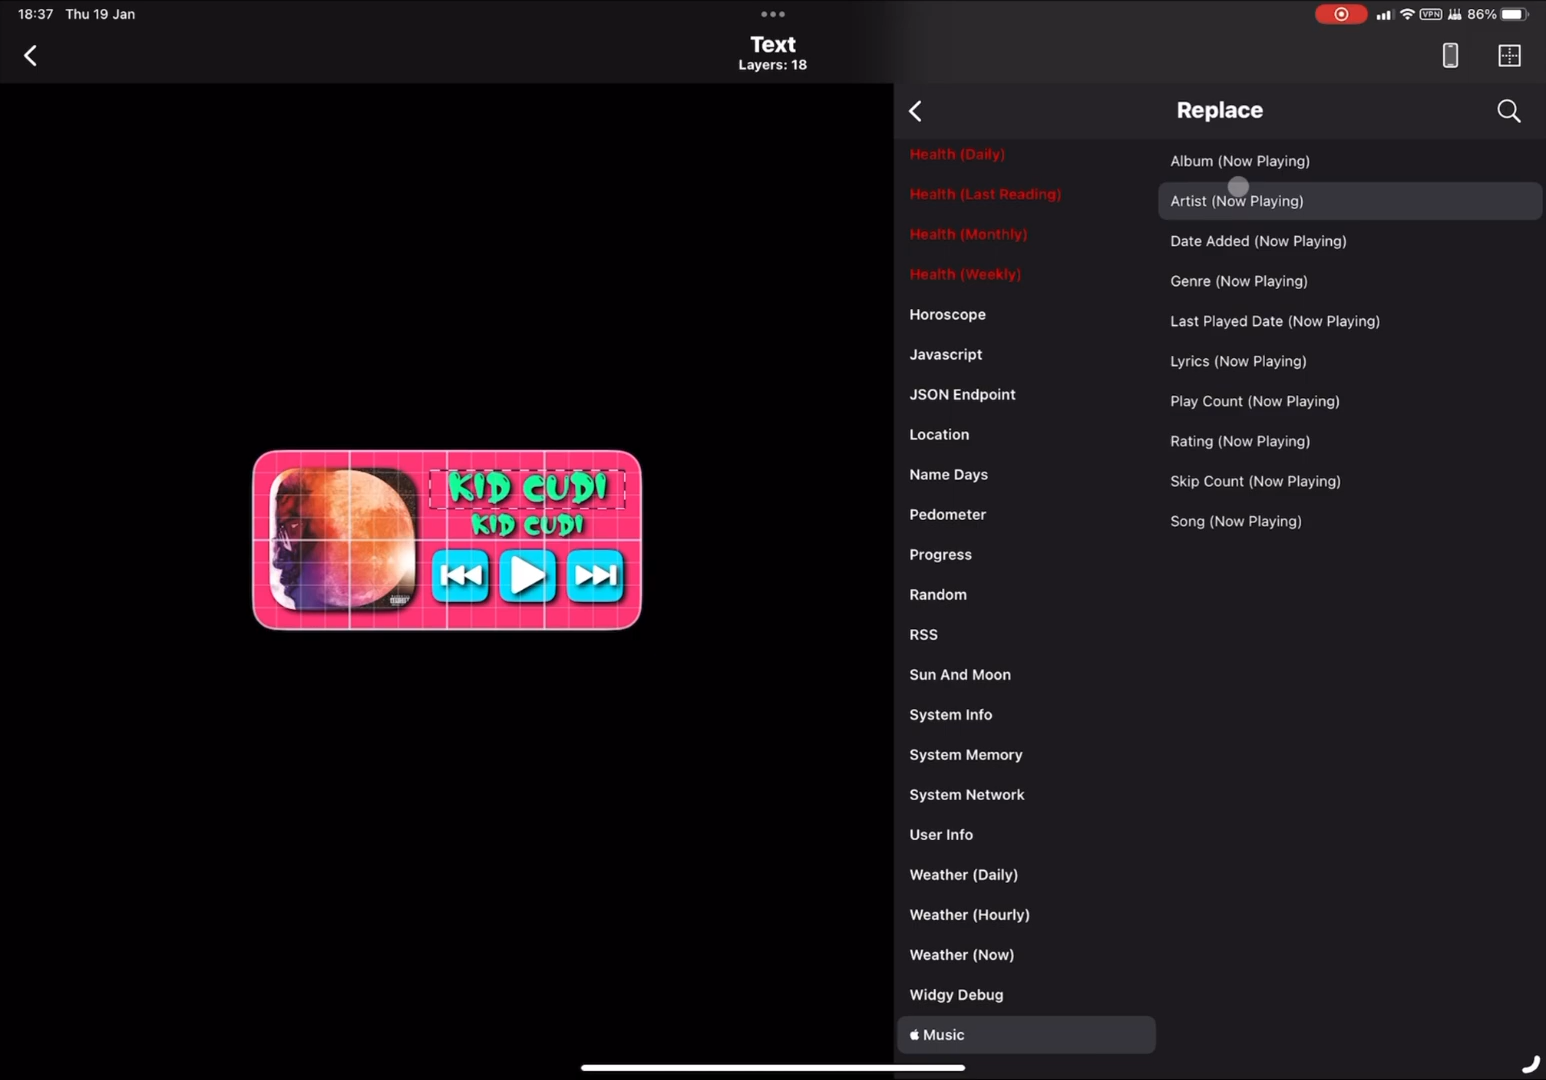 18:37 Thu 19 Jan
VPN 86%
Text
Layers: 18
Replace
Health (Daily)
Health (Last Reading)
Health (Monthly)
Health (Weekly)
Horoscope
Javascript
JSON Endpoint
Location
Name Days
Pedometer
Progress
Random
RSS
Sun And Moon
System Info
System Memory
System Network
User Info
Weather (Daily)
Weather (Hourly)
Weather (Now)
Widgy Debug
Music
Album (Now Playing)
Artist (Now Playing)
Date Added (Now Playing)
Genre (Now Playing)
Last Played Date (Now Playing)
Lyrics (Now Playing)
Play Count (Now Playing)
Rating (Now Playing)
Skip Count (Now Playing)
Song (Now Playing)
KID CUDI
KID CUDI